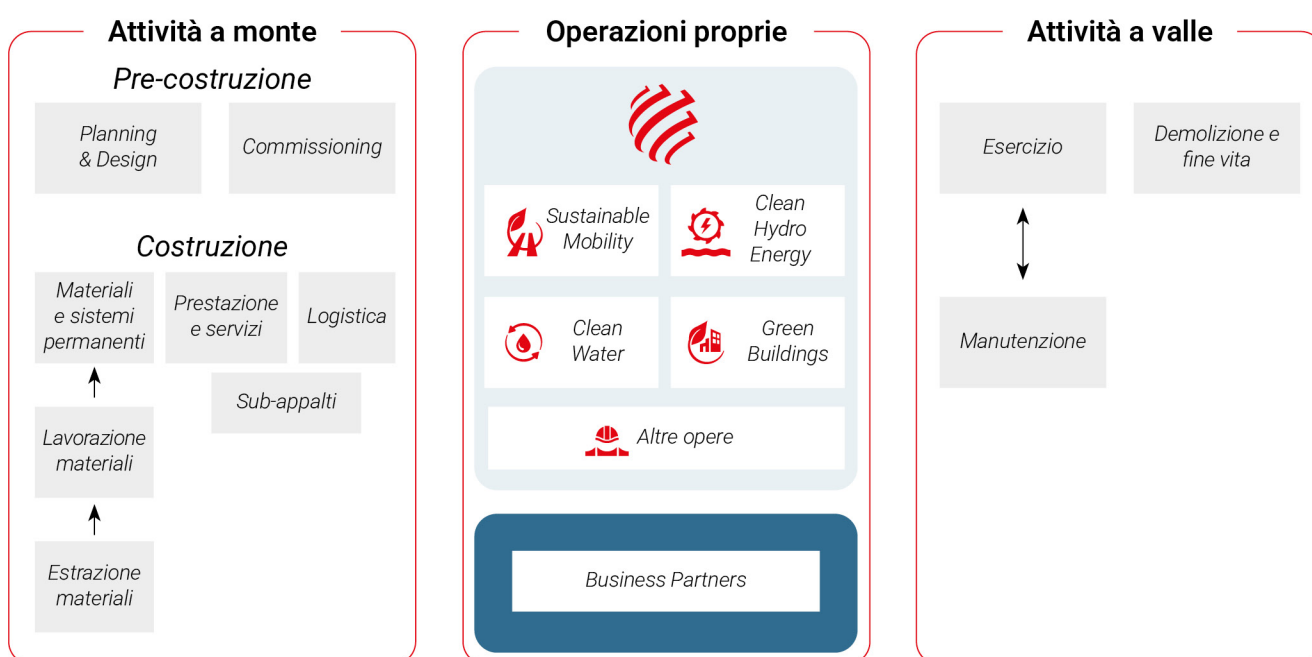 Attività a monte
Pre-costruzione
Planning
& Design
Commissioning
Costruzione
Materiali
e sistemi
permanenti
Prestazione
e servizi
Logistica
Sub-appalti
Lavorazione
materiali
Estrazione
materiali
Operazioni proprie
Sustainable
Mobility
Clean
Hydro
Energy
Clean
Water
Green
Buildings
Altre opere
Business Partners
Attività a valle
Esercizio
Demolizione e
fine vita
Manutenzione